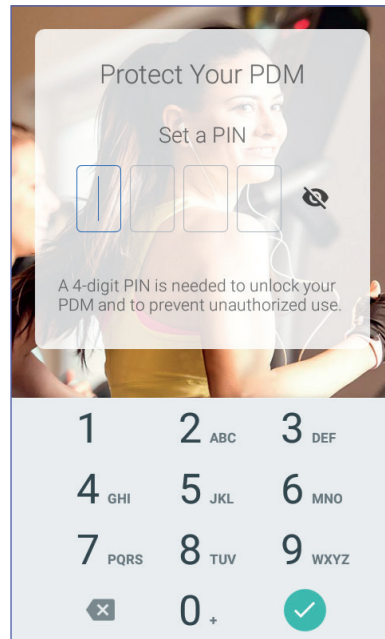 Protect Your PDM
Set a PIN
A 4-digit PIN is needed to unlock your
PDM and to prevent unauthorized use.
1 2 ABC 3 DEF
4 GHI 5 JKL 6 MNO
7 PQRS 8 TUV 9 WXYZ
0 +